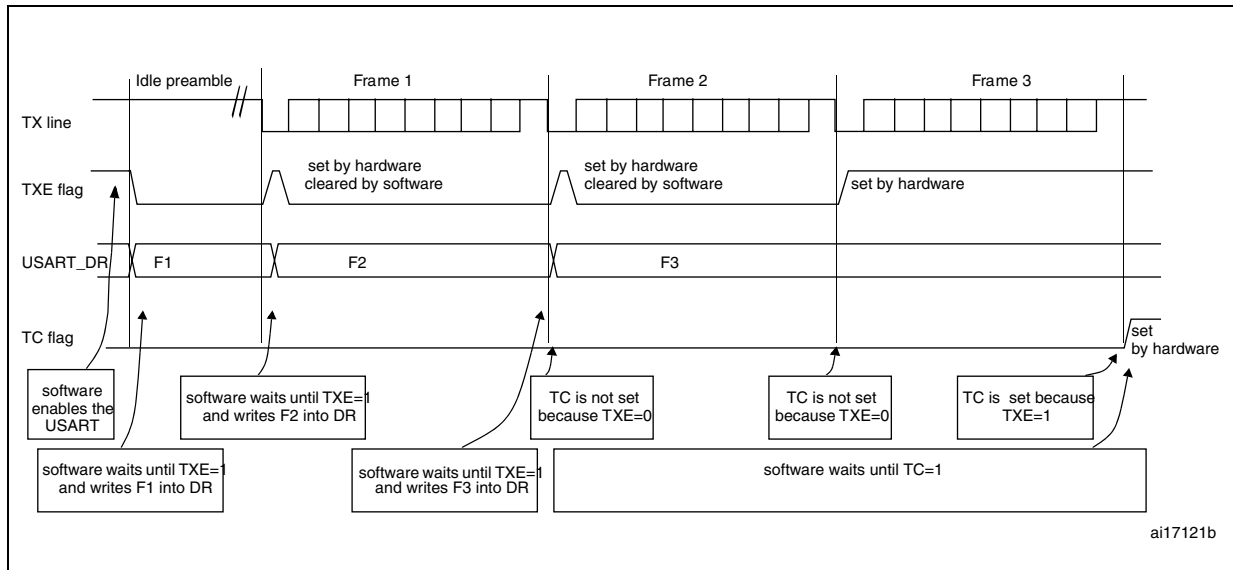 Idle preamble
Frame 1
Frame 2
Frame 3
TX line
TXE flag
set by hardware
cleared by software
set by hardware
cleared by software
set by hardware
USART_DR
F1
F2
F3
TC flag
set
by hardware
software
enables the
USART
software waits until TXE=1
and writes F2 into DR
TC is not set
because TXE=0
TC is not set
because TXE=0
TC is set because
TXE=1
software waits until TXE=1
and writes F1 into DR
software waits until TXE=1
and writes F3 into DR
software waits until TC=1
ai17121b